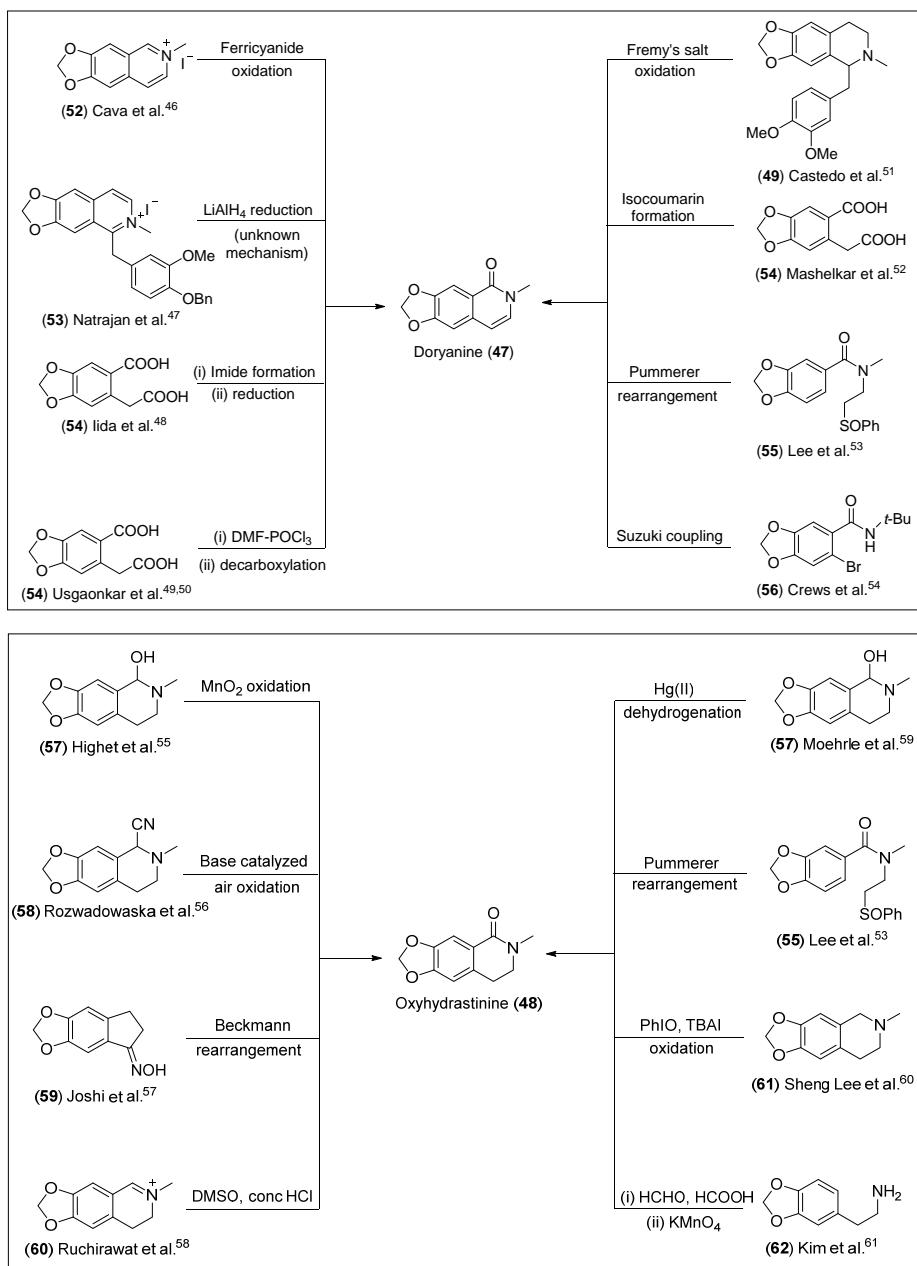 Ferricyanide
oxidation
O
O
N
+
I–
(52) Cava et al.46
Fremy's salt
oxidation
O
O
N
MeO
OMe
(49) Castedo et al.51
LiAlH4 reduction
(unknown
mechanism)
O
O
N
+
I–
OMe
OBn
(53) Natrajan et al.47
Isocoumarin
formation
O
O
COOH
COOH
(54) Mashelkar et al.52
O
O
O
N
Doryanine (47)
(i) Imide formation
(ii) reduction
O
O
COOH
COOH
(54) Iida et al.48
Pummerer
rearrangement
O
O
O
N
SOPh
(55) Lee et al.53
(i) DMF-POCl3
(ii) decarboxylation
O
O
COOH
COOH
(54) Usgaonkar et al.49,50
Suzuki coupling
O
O
O
N
H
t-Bu
Br
(56) Crews et al.54
OH
O
O
N
(57) Highet et al.55
MnO2 oxidation
Hg(II)
dehydrogenation
OH
O
O
N
(57) Moehrle et al.59
CN
O
O
N
(58) Rozwadowaska et al.56
Base catalyzed
air oxidation
Pummerer
rearrangement
O
O
O
N
SOPh
(55) Lee et al.53
O
O
O
N
Oxyhydrastinine (48)
O
O
NOH
(59) Joshi et al.57
Beckmann
rearrangement
PhIO, TBAI
oxidation
O
O
N
(61) Sheng Lee et al.60
O
O
N
+
(60) Ruchirawat et al.58
DMSO, conc HCl
(i) HCHO, HCOOH
(ii) KMnO4
O
O
NH2
(62) Kim et al.61